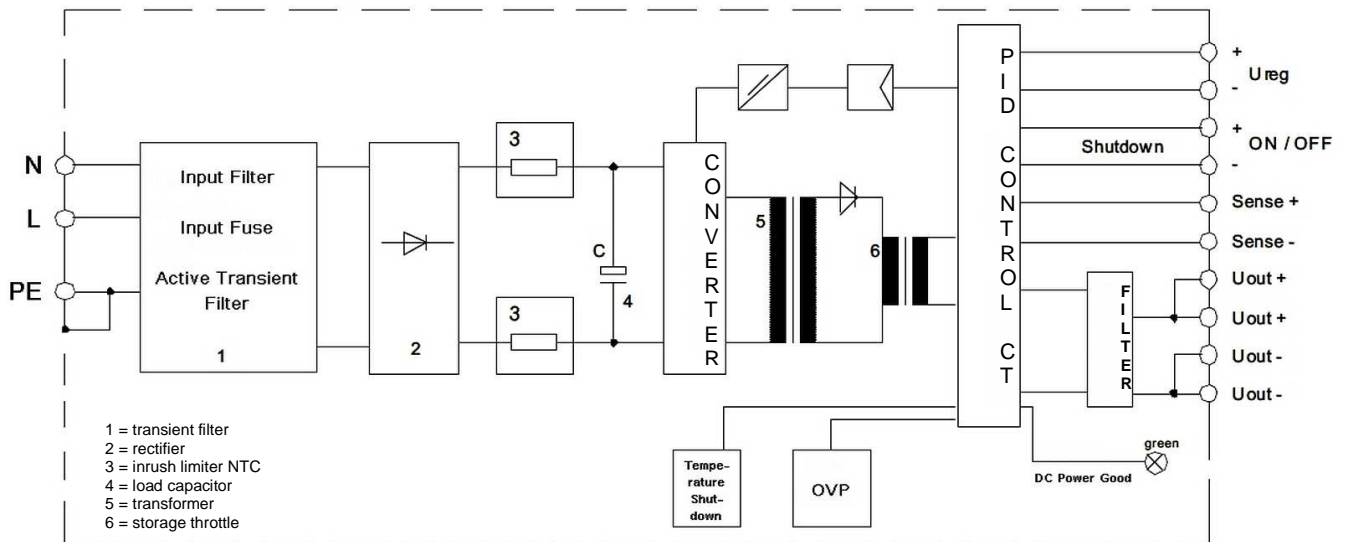 N
L
PE
Input Filter
Input Fuse
Active Transient
Filter
1
2
3
3
C
4
CONVERTER
5
6
PID CONTROL CT
+
Ureg
-
+
Shutdown
ON / OFF
-
Sense +
Sense -
Uout +
Uout +
Uout -
Uout -
FILTER
green
DC Power Good
Tempe-
rature
Shut-
down
OVP
1 = transient filter
2 = rectifier
3 = inrush limiter NTC
4 = load capacitor
5 = transformer
6 = storage throttle